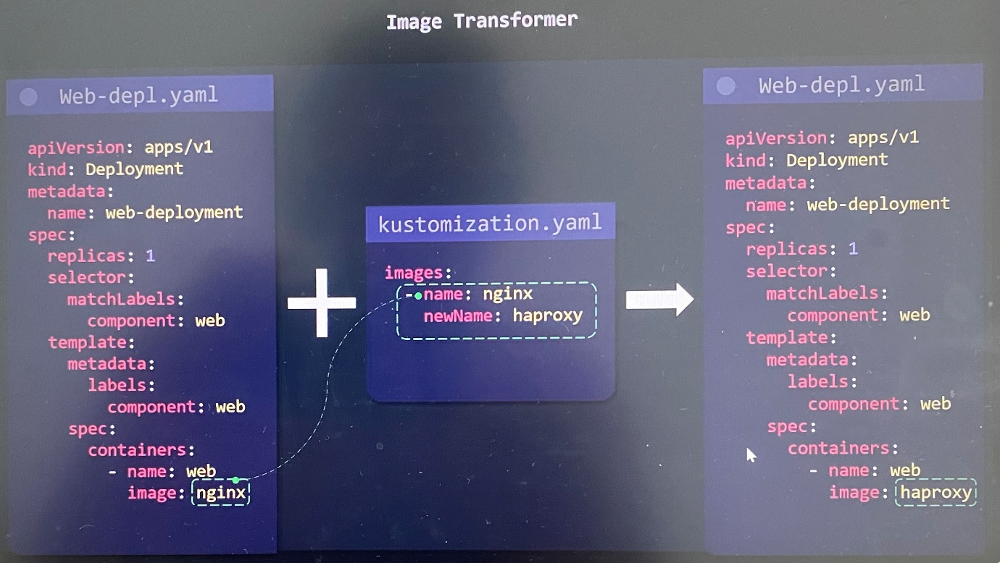 Image Transformer
Web-depl.yaml
apiVersion: apps/v1
kind: Deployment
metadata:
  name: web-deployment
spec:
  replicas: 1
  selector:
    matchLabels:
      component: web
  template:
    metadata:
      labels:
        component: web
    spec:
      containers:
        - name: web
          image: nginx
kustomization.yaml
images:
  - name: nginx
    newName: haproxy
Web-depl.yaml
apiVersion: apps/v1
kind: Deployment
metadata:
  name: web-deployment
spec:
  replicas: 1
  selector:
    matchLabels:
      component: web
  template:
    metadata:
      labels:
        component: web
    spec:
      containers:
        - name: web
          image: haproxy